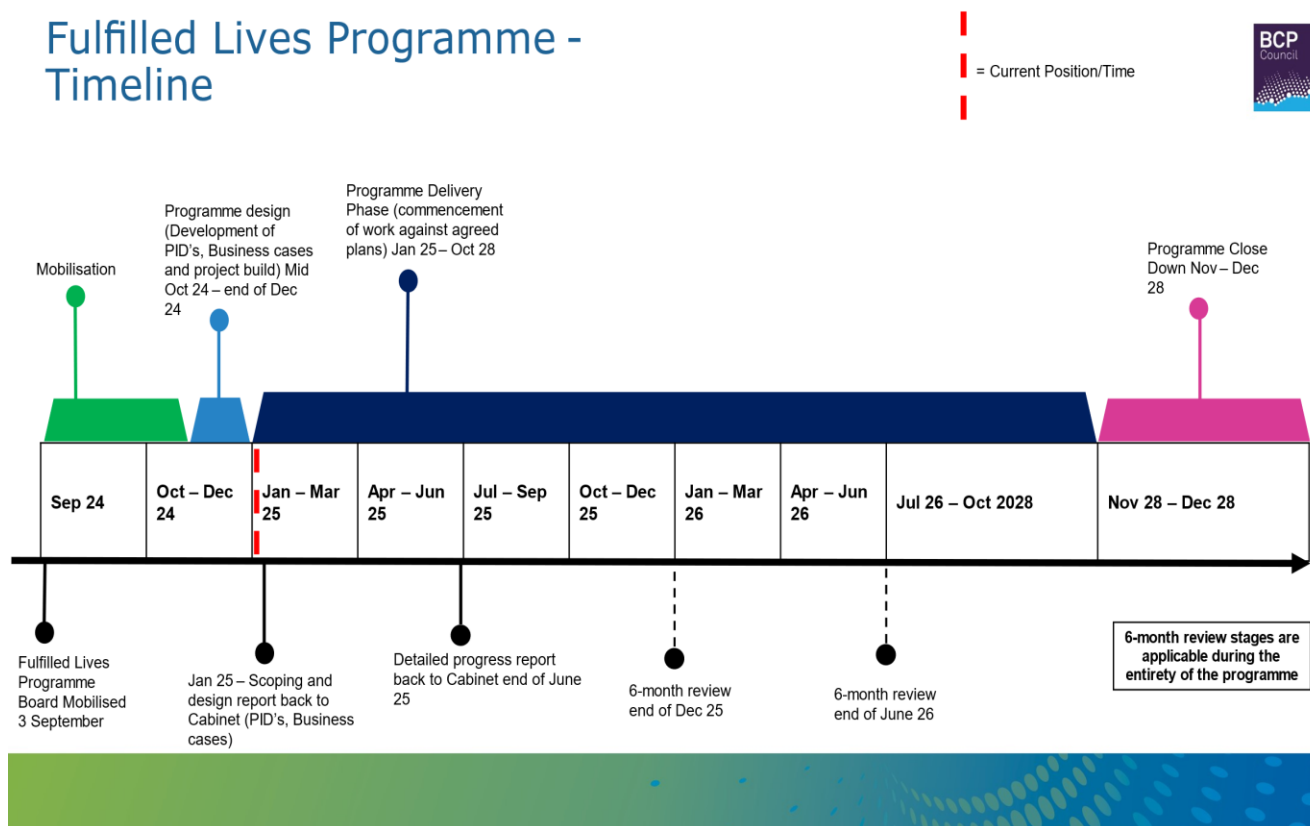 Fulfilled Lives Programme -
Timeline
= Current Position/Time
BCP
Council
Mobilisation
Programme design
(Development of
PID's, Business cases
and project build) Mid
Oct 24 – end of Dec
24
Programme Delivery
Phase (commencement
of work against agreed
plans) Jan 25 – Oct 28
Programme Close
Down Nov – Dec
28
Sep 24
Oct – Dec
24
Jan – Mar
25
Apr – Jun
25
Jul – Sep
25
Oct – Dec
25
Jan – Mar
26
Apr – Jun
26
Jul 26 – Oct 2028
Nov 28 – Dec 28
Fulfilled Lives
Programme
Board Mobilised
3 September
Jan 25 – Scoping and
design report back to
Cabinet (PID's, Business
cases)
Detailed progress report
back to Cabinet end of June
25
6-month review
end of Dec 25
6-month review
end of June 26
6-month review stages are
applicable during the
entirety of the programme